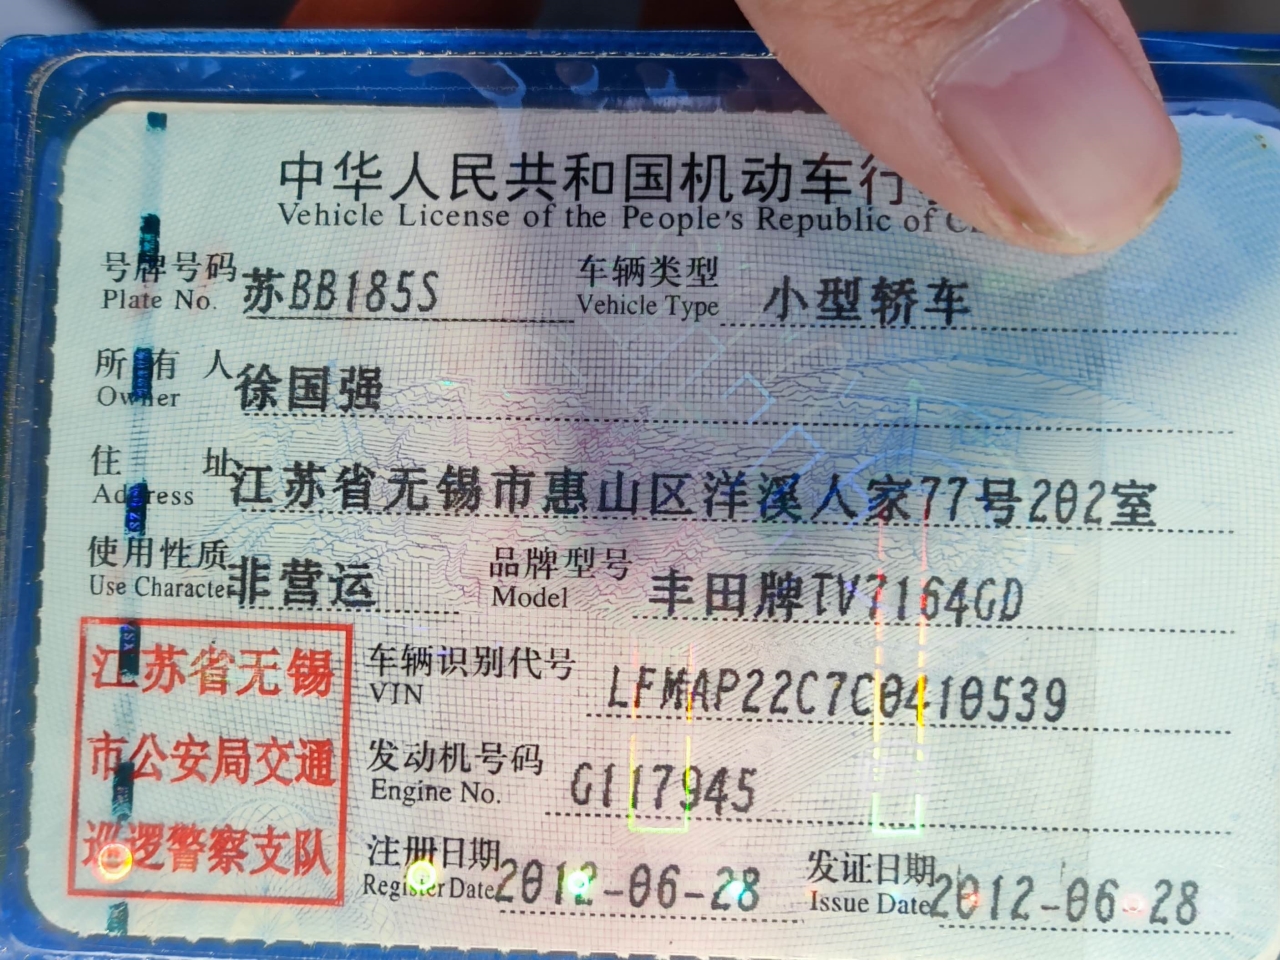 中华人民共和国机动车行
Vehicle License of the People's Republic of C
号牌号码 苏BB185S 车辆类型 小型轿车
Plate No. Vehicle Type
所有人 徐国强
Owner
住址 江苏省无锡市惠山区洋溪人家77号202室
Address
使用性质 非营运 品牌型号 丰田牌TV7164GD
Use Character Model
江苏省无锡
市公安局交通
巡逻警察支队
车辆识别代号 LFMAP22C7C0410539
VIN
发动机号码 G117945
Engine No.
注册日期 2012-06-28 发证日期 2012-06-28
Register Date Issue Date